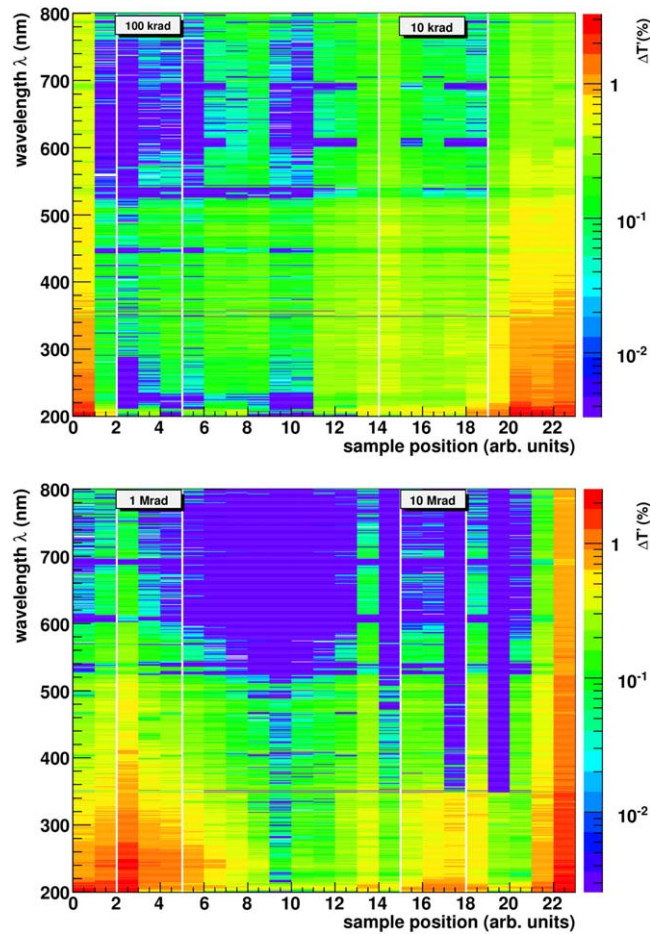 100 krad
10 krad
wavelength λ (nm)
ΔT'(%)
800
700
600
500
400
300
200
1
10⁻¹
10⁻²
0 2 4 6 8 10 12 14 16 18 20 22
sample position (arb. units)
1 Mrad
10 Mrad
wavelength λ (nm)
ΔT' (%)
800
700
600
500
400
300
200
1
10⁻¹
10⁻²
0 2 4 6 8 10 12 14 16 18 20 22
sample position (arb. units)